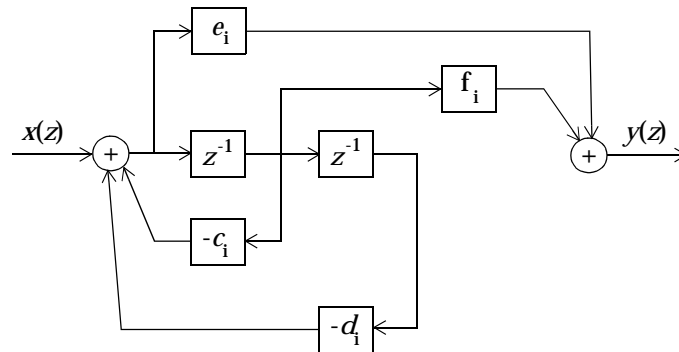 e_i
f_i
x(z)
+
z^-1
z^-1
+
y(z)
-c_i
-d_i